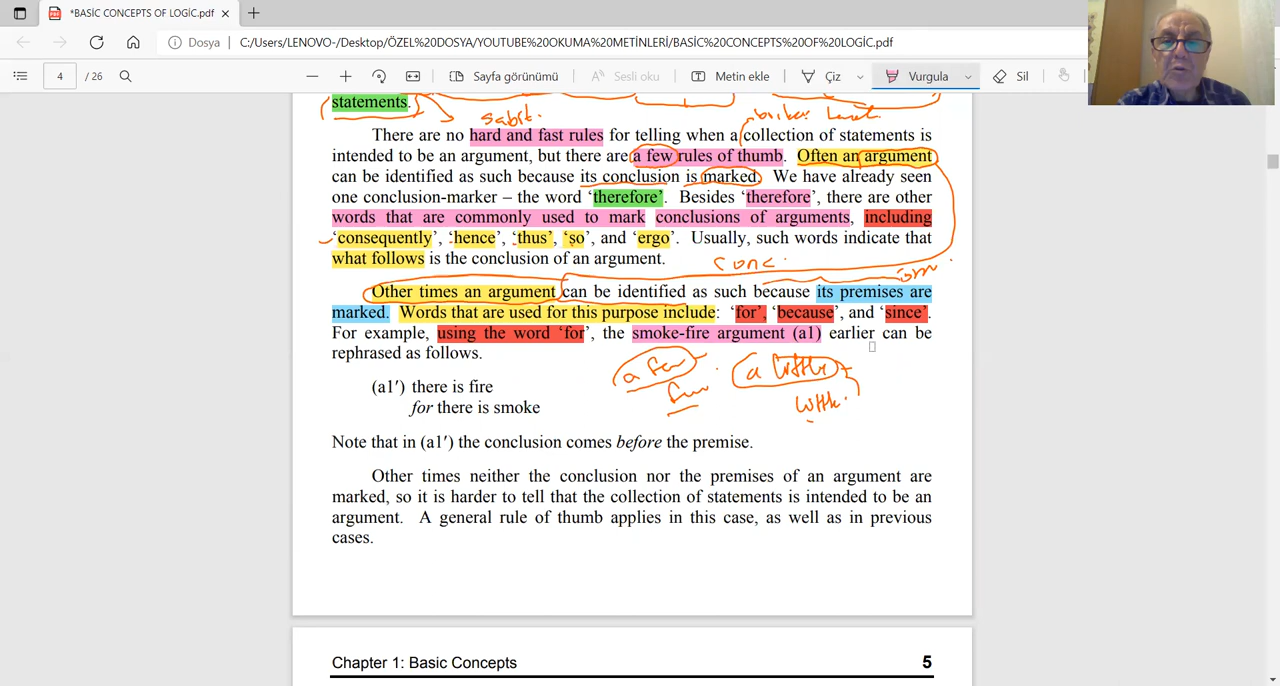 *BASIC CONCEPTS OF LOGİC.pdf
Dosya
C:/Users/LENOVO-/Desktop/ÖZEL%20DOSYA/YOUTUBE%20OKUMA%20METİNLERİ/BASİC%20CONCEPTS%20OF%20LOGİC.pdf
4 / 26
Sayfa görünümü
Sesli oku
Metin ekle
Çiz
Vurgula
Sil
statements.
There are no hard and fast rules for telling when a collection of statements is
intended to be an argument, but there are a few rules of thumb. Often an argument
can be identified as such because its conclusion is marked. We have already seen
one conclusion-marker – the word ‘therefore’. Besides ‘therefore’, there are other
words that are commonly used to mark conclusions of arguments, including
‘consequently’, ‘hence’, ‘thus’, ‘so’, and ‘ergo’. Usually, such words indicate that
what follows is the conclusion of an argument.
conc.
Other times an argument can be identified as such because its premises are
marked. Words that are used for this purpose include: ‘for’, ‘because’, and ‘since’.
For example, using the word ‘for’, the smoke-fire argument (a1) earlier can be
rephrased as follows.
a few
a little
few
little.
(a1′) there is fire
for there is smoke
Note that in (a1′) the conclusion comes before the premise.
Other times neither the conclusion nor the premises of an argument are
marked, so it is harder to tell that the collection of statements is intended to be an
argument. A general rule of thumb applies in this case, as well as in previous
cases.
Chapter 1: Basic Concepts 5